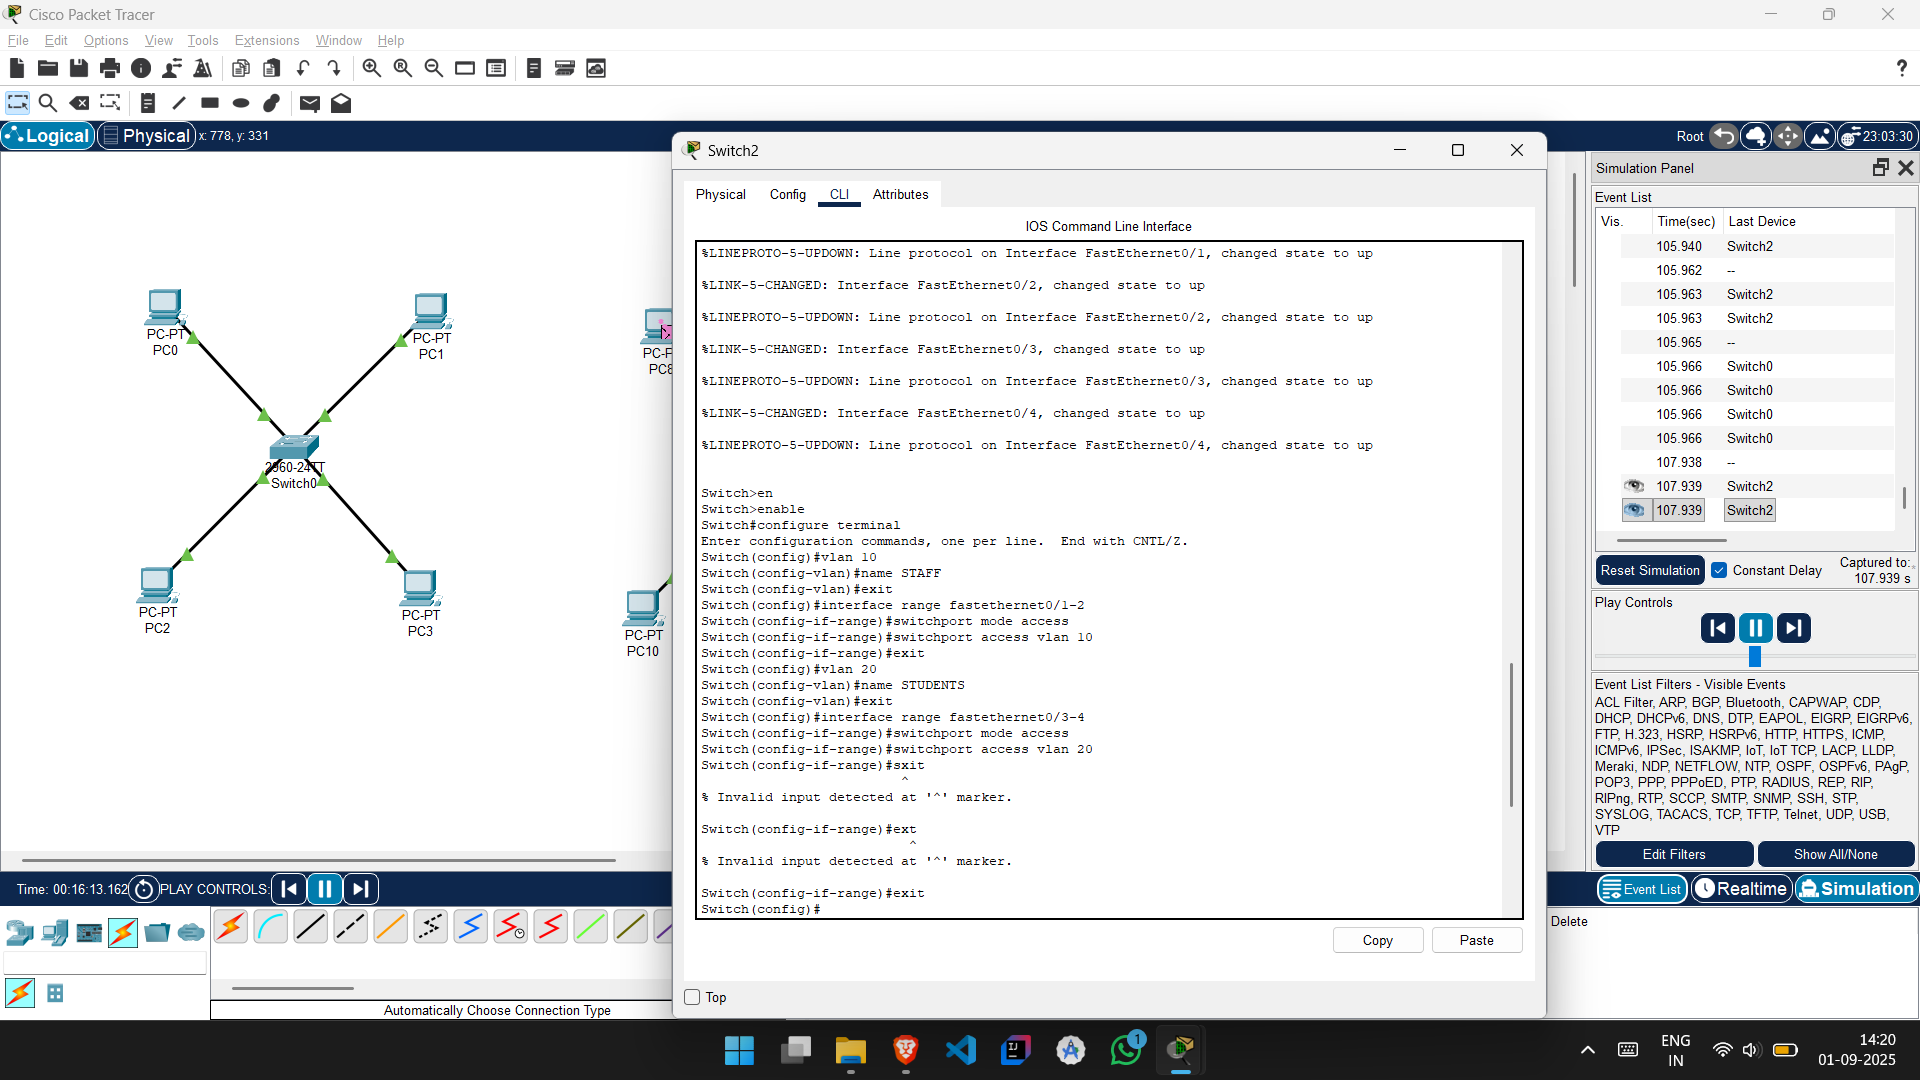 Cisco Packet Tracer
File Edit Options View Tools Extensions Window Help
Logical Physical x: 778, y: 331
Root 23:03:30
PC-PT
PC0
PC-PT
PC1
PC-P
PC8
2960-24TT
Switch0
PC-PT
PC2
PC-PT
PC3
PC-PT
PC10
Switch2
Physical Config CLI Attributes
IOS Command Line Interface
%LINEPROTO-5-UPDOWN: Line protocol on Interface FastEthernet0/1, changed state to up
%LINK-5-CHANGED: Interface FastEthernet0/2, changed state to up
%LINEPROTO-5-UPDOWN: Line protocol on Interface FastEthernet0/2, changed state to up
%LINK-5-CHANGED: Interface FastEthernet0/3, changed state to up
%LINEPROTO-5-UPDOWN: Line protocol on Interface FastEthernet0/3, changed state to up
%LINK-5-CHANGED: Interface FastEthernet0/4, changed state to up
%LINEPROTO-5-UPDOWN: Line protocol on Interface FastEthernet0/4, changed state to up
Switch>en
Switch>enable
Switch#configure terminal
Enter configuration commands, one per line.  End with CNTL/Z.
Switch(config)#vlan 10
Switch(config-vlan)#name STAFF
Switch(config-vlan)#exit
Switch(config)#interface range fastethernet0/1-2
Switch(config-if-range)#switchport mode access
Switch(config-if-range)#switchport access vlan 10
Switch(config-if-range)#exit
Switch(config)#vlan 20
Switch(config-vlan)#name STUDENTS
Switch(config-vlan)#exit
Switch(config)#interface range fastethernet0/3-4
Switch(config-if-range)#switchport mode access
Switch(config-if-range)#switchport access vlan 20
Switch(config-if-range)#sxit
^
% Invalid input detected at '^' marker.
Switch(config-if-range)#ext
^
% Invalid input detected at '^' marker.
Switch(config-if-range)#exit
Switch(config)#
Copy Paste
Top
Simulation Panel
Event List
Vis. Time(sec) Last Device
105.940 Switch2
105.962 --
105.963 Switch2
105.963 Switch2
105.965 --
105.966 Switch0
105.966 Switch0
105.966 Switch0
105.966 Switch0
107.938 --
107.939 Switch2
107.939 Switch2
Reset Simulation Constant Delay Captured to:
107.939 s
Play Controls
Event List Filters - Visible Events
ACL Filter, ARP, BGP, Bluetooth, CAPWAP, CDP,
DHCP, DHCPv6, DNS, DTP, EAPOL, EIGRP, EIGRPv6,
FTP, H.323, HSRP, HSRPv6, HTTP, HTTPS, ICMP,
ICMPv6, IPSec, ISAKMP, IoT, IoT TCP, LACP, LLDP,
Meraki, NDP, NETFLOW, NTP, OSPF, OSPFv6, PAgP,
POP3, PPP, PPPoED, PTP, RADIUS, REP, RIP,
RIPng, RTP, SCCP, SMTP, SNMP, SSH, STP,
SYSLOG, TACACS, TCP, TFTP, Telnet, UDP, USB,
VTP
Edit Filters Show All/None
Event List Realtime Simulation
Time: 00:16:13.162 PLAY CONTROLS:
Delete
Automatically Choose Connection Type
1
ENG
IN
14:20
01-09-2025